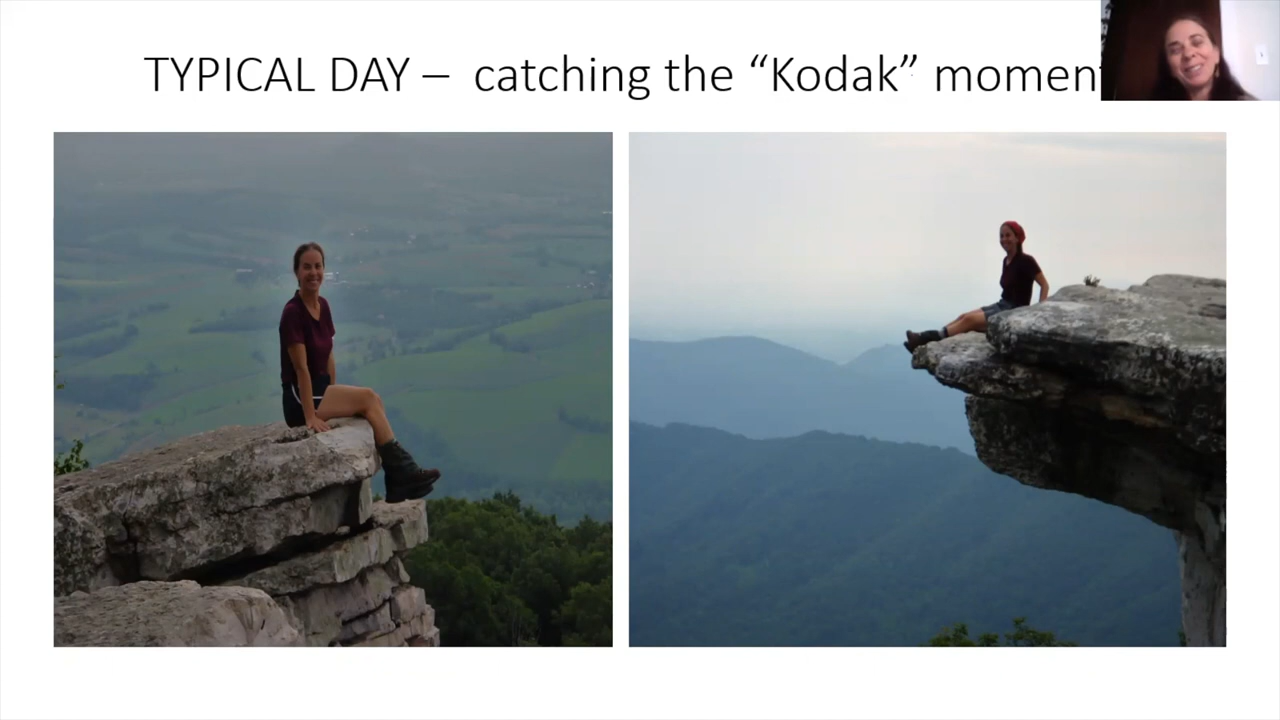 TYPICAL DAY – catching the “Kodak” moment